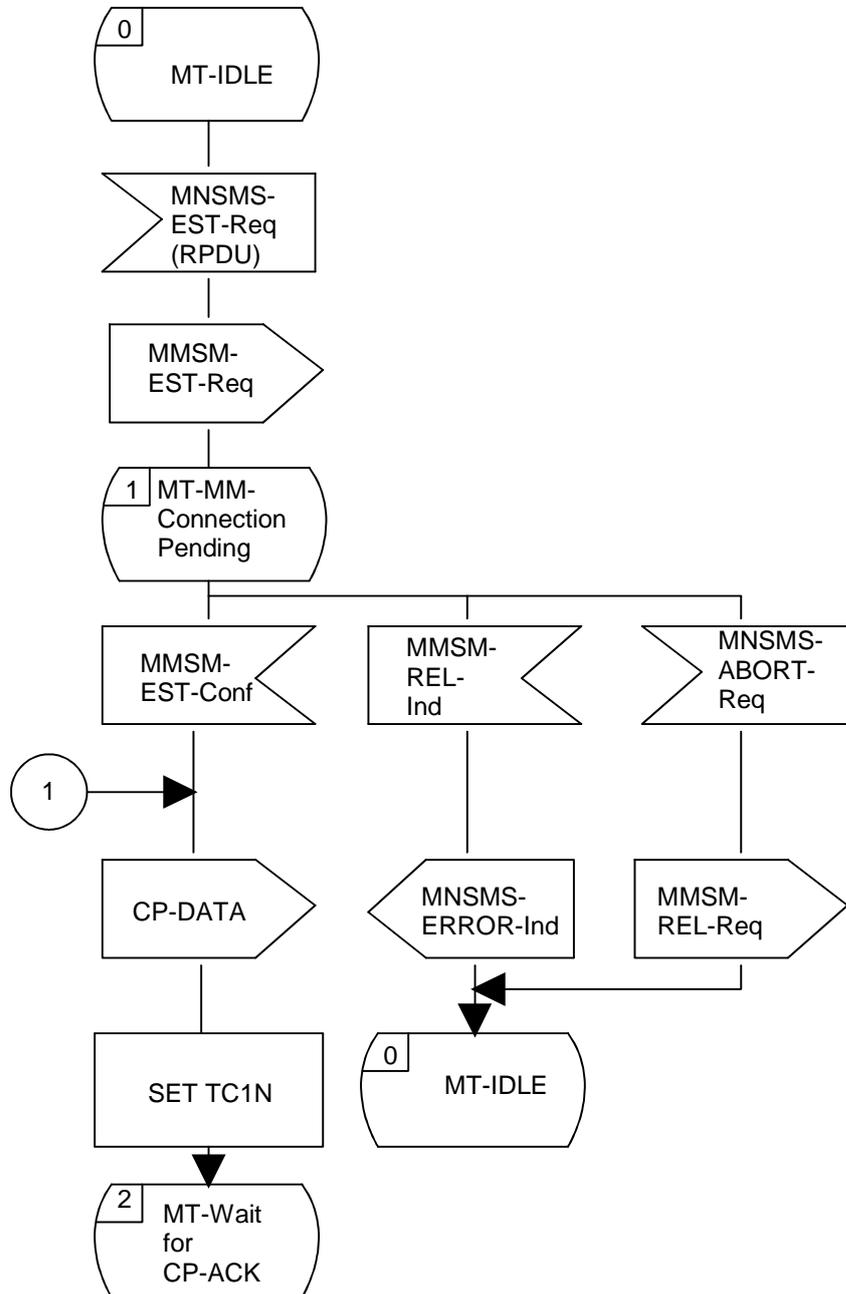 0
MT-IDLE
MNSMS-
EST-Req
(RPDU)
MMSM-
EST-Req
1
MT-MM-
Connection
Pending
MMSM-
EST-Conf
MMSM-
REL-
Ind
MNSMS-
ABORT-
Req
1
CP-DATA
MNSMS-
ERROR-Ind
MMSM-
REL-Req
SET TC1N
0
MT-IDLE
2
MT-Wait
for
CP-ACK